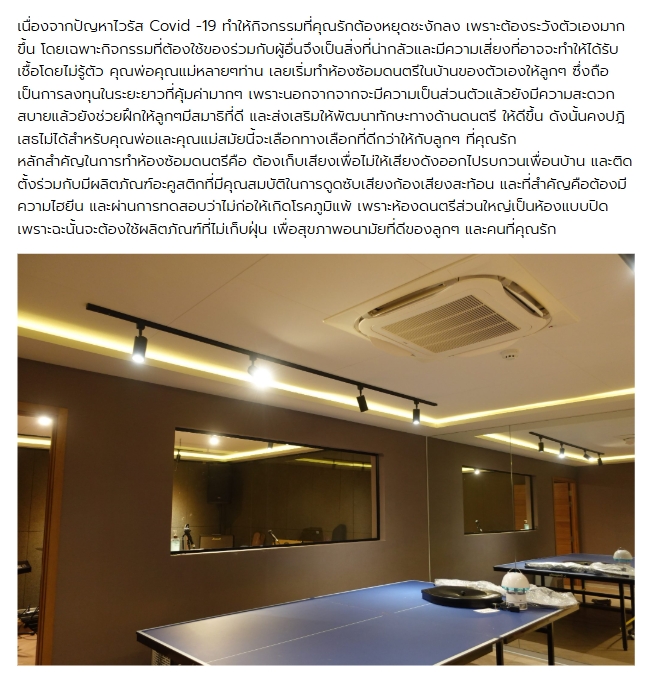 เนื่องจากปัญหาไวรัส Covid -19 ทำให้กิจกรรมที่คุณรักต้องหยุดชะงักลง เพราะต้องระวังตัวเองมาก
ขึ้น โดยเฉพาะกิจกรรมที่ต้องใช้ของร่วมกับผู้อื่นจึงเป็นสิ่งที่น่ากลัวและมีความเสี่ยงที่อาจจะทำให้ได้รับ
เชื้อโดยไม่รู้ตัว คุณพ่อคุณแม่หลายๆท่าน เลยเริ่มทำห้องซ้อมดนตรีในบ้านของตัวเองให้ลูกๆ ซึ่งถือ
เป็นการลงทุนในระยะยาวที่คุ้มค่ามากๆ เพราะนอกจากจากจะมีความเป็นส่วนตัวแล้วยังมีความสะดวก
สบายแล้วยังช่วยฝึกให้ลูกๆมีสมาธิที่ดี และส่งเสริมให้พัฒนาทักษะทางด้านดนตรี ให้ดีขึ้น ดังนั้นคงปฎิ
เสธไม่ได้สำหรับคุณพ่อและคุณแม่สมัยนี้จะเลือกทางเลือกที่ดีกว่าให้กับลูกๆ ที่คุณรัก
หลักสำคัญในการทำห้องซ้อมดนตรีคือ ต้องเก็บเสียงเพื่อไม่ให้เสียงดังออกไปรบกวนเพื่อนบ้าน และติด
ตั้งร่วมกับมีผลิตภัณฑ์อะคูสติกที่มีคุณสมบัติในการดูดซับเสียงก้องเสียงสะท้อน และที่สำคัญคือต้องมี
ความไฮยีน และผ่านการทดสอบว่าไม่ก่อให้เกิดโรคภูมิแพ้ เพราะห้องดนตรีส่วนใหญ่เป็นห้องแบบปิด
เพราะฉะนั้นจะต้องใช้ผลิตภัณฑ์ที่ไม่เก็บฝุ่น เพื่อสุขภาพอนามัยที่ดีของลูกๆ และคนที่คุณรัก